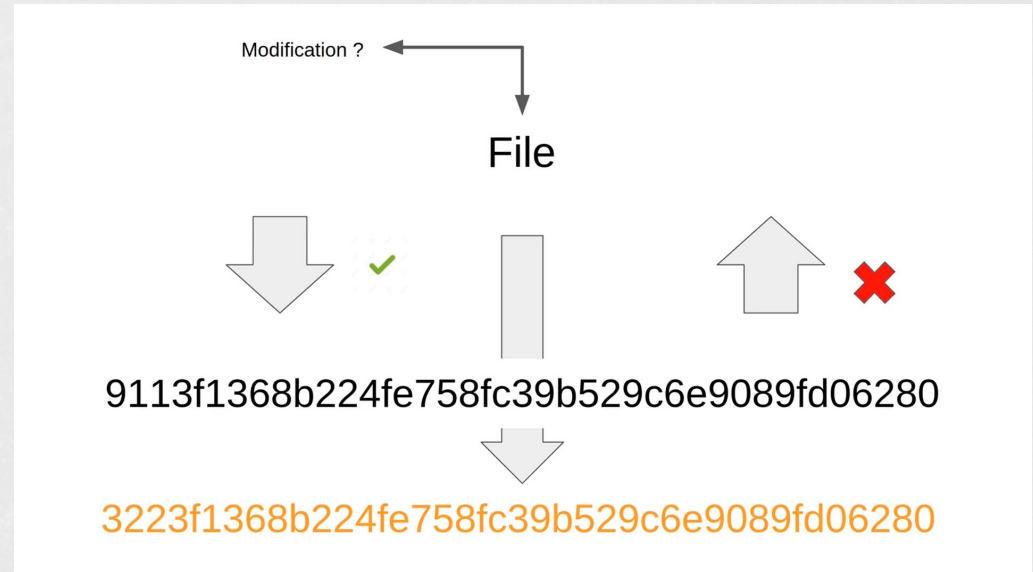 Modification ?
File
9113f1368b224fe758fc39b529c6e9089fd06280
3223f1368b224fe758fc39b529c6e9089fd06280